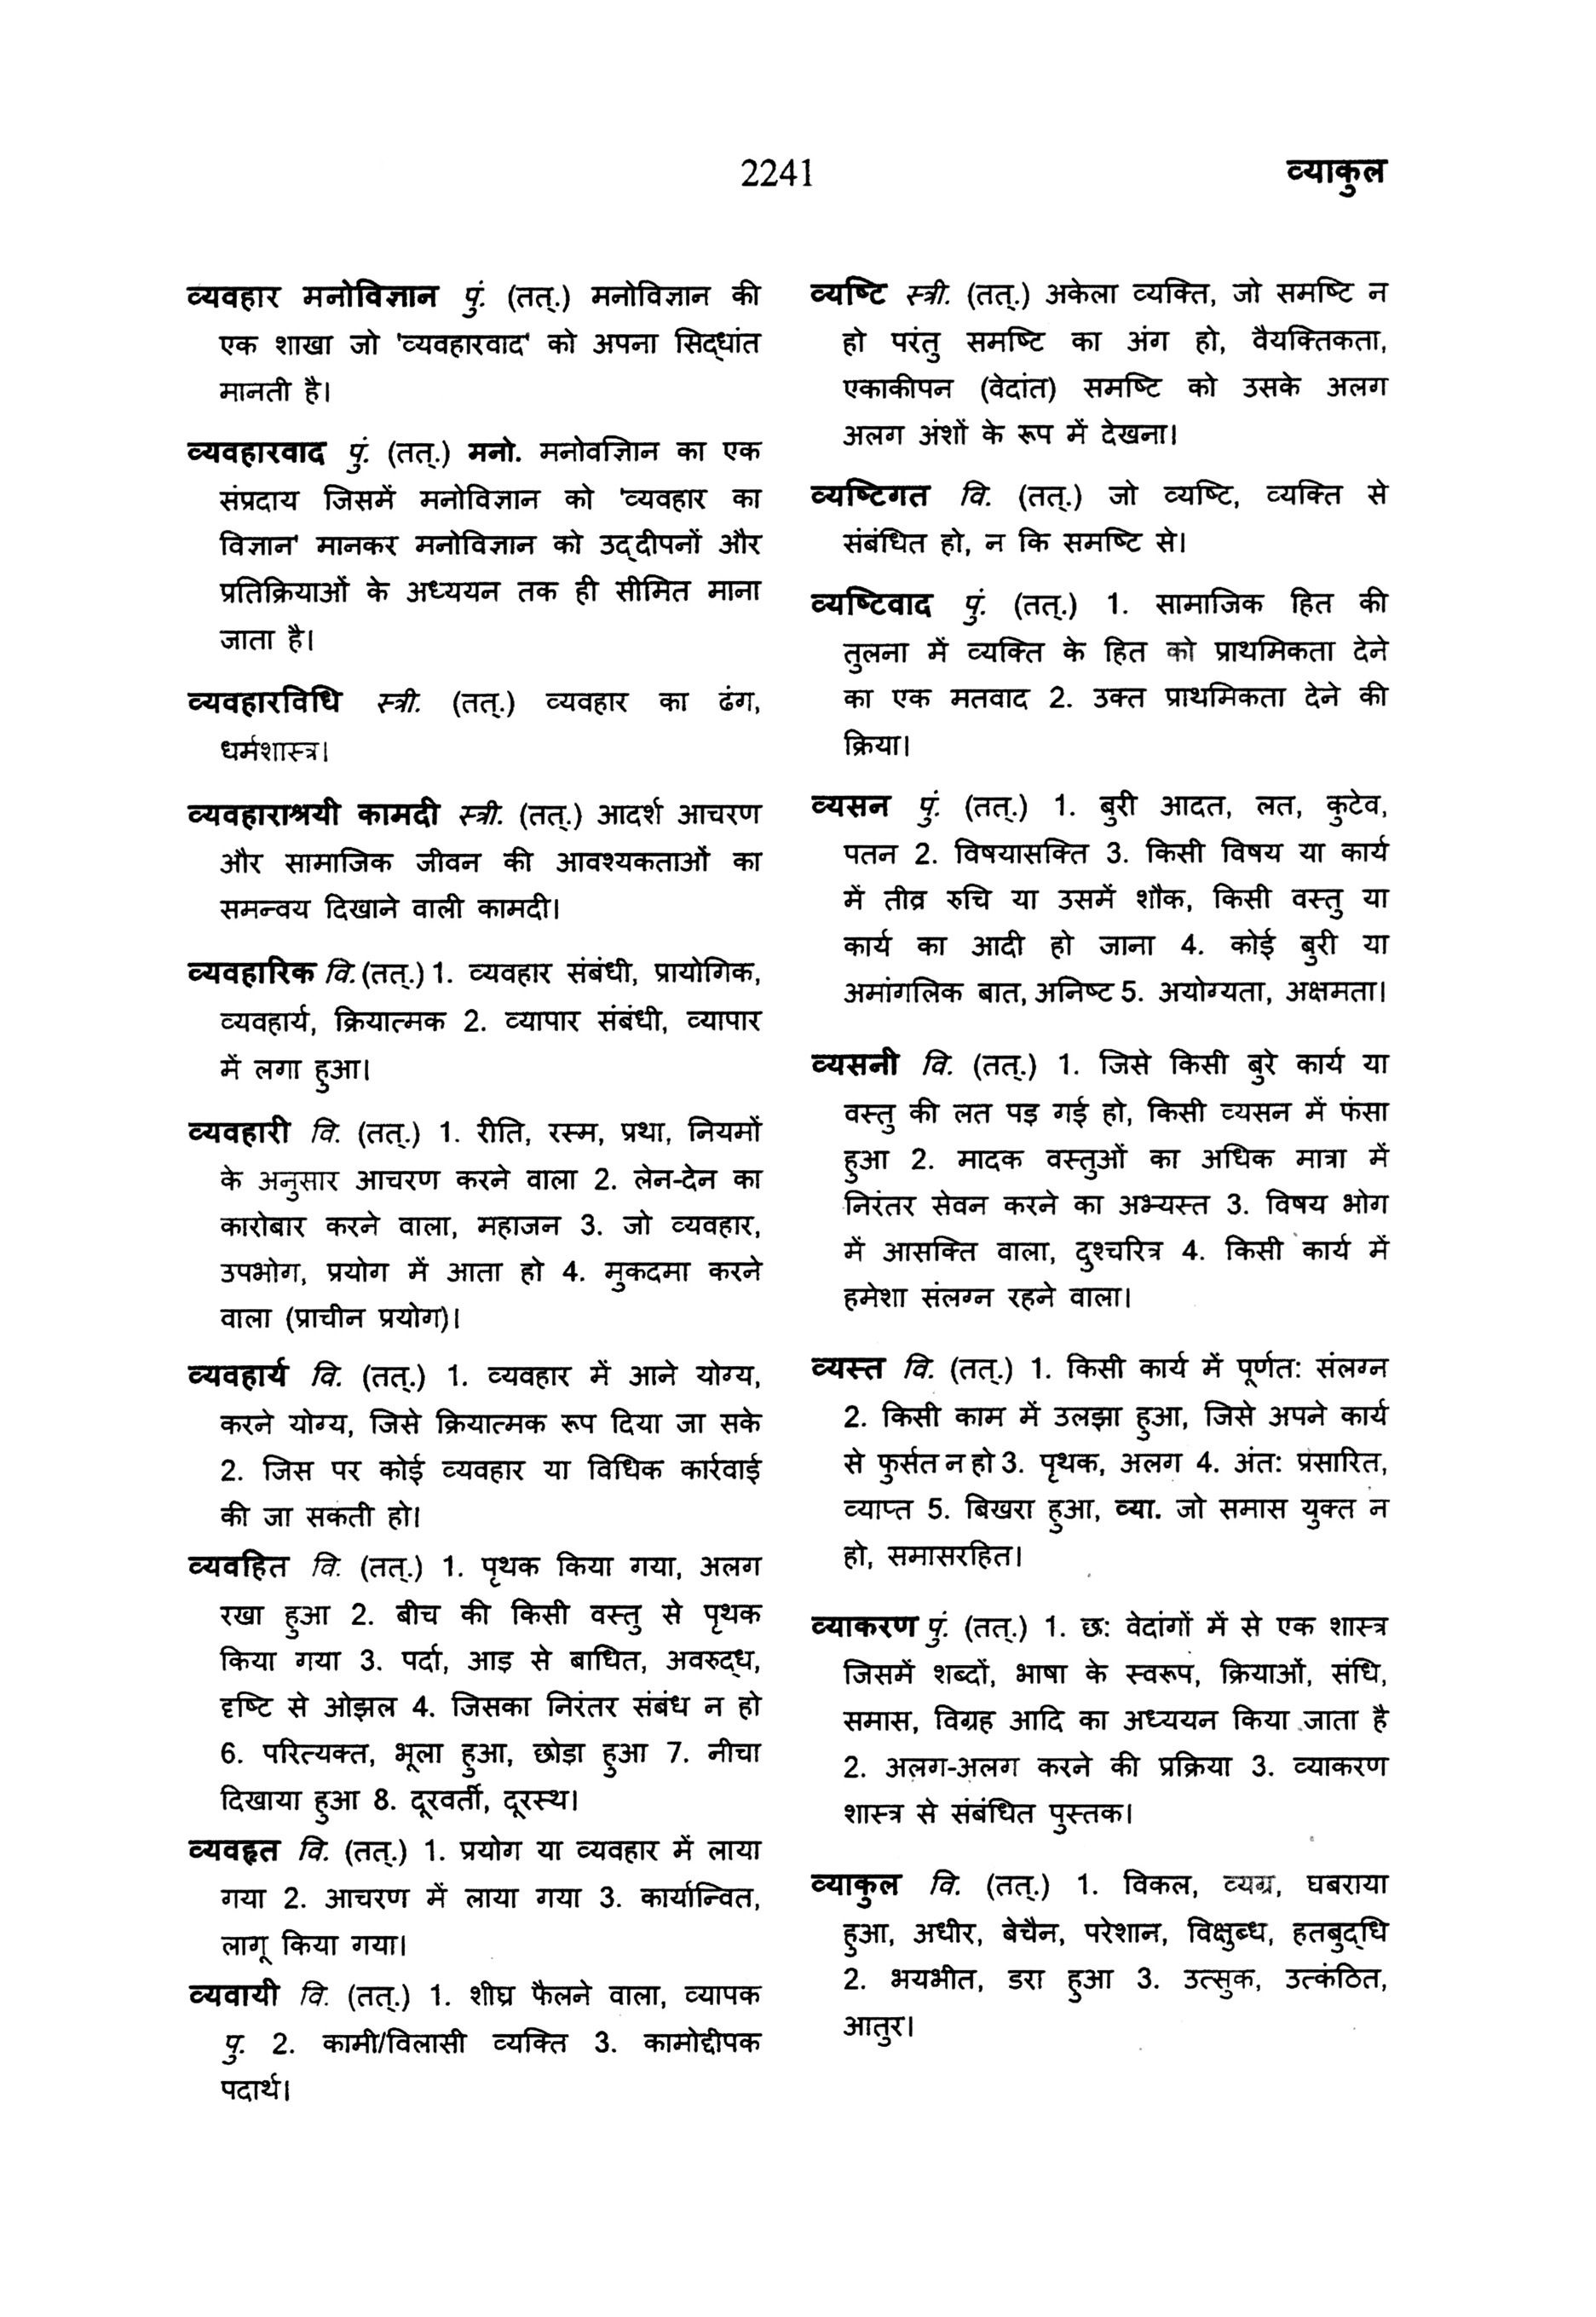 2241
व्याकुल
व्यवहार मनोविज्ञान पुं. (तत्.) मनोविज्ञान की
एक शाखा जो 'व्यवहारवाद' को अपना सिद्धांत
मानती है।
व्यवहारवाद पुं. (तत्.) मनो. मनोवज्ञिान का एक
संप्रदाय जिसमें मनोविज्ञान को 'व्यवहार का
विज्ञान' मानकर मनोविज्ञान को उद्दीपनों और
प्रतिक्रियाओं के अध्ययन तक ही सीमित माना
जाता है।
व्यवहारविधि स्त्री. (तत्.) व्यवहार का ढंग,
धर्मशास्त्र।
व्यवहाराश्रयी कामदी स्त्री. (तत्.) आदर्श आचरण
और सामाजिक जीवन की आवश्यकताओं का
समन्वय दिखाने वाली कामदी।
व्यवहारिक वि. (तत्.) 1. व्यवहार संबंधी, प्रायोगिक,
व्यवहार्य, क्रियात्मक 2. व्यापार संबंधी, व्यापार
में लगा हुआ।
व्यवहारी वि. (तत्.) 1. रीति, रस्म, प्रथा, नियमों
के अनुसार आचरण करने वाला 2. लेन-देन का
कारोबार करने वाला, महाजन 3. जो व्यवहार,
उपभोग, प्रयोग में आता हो 4. मुकदमा करने
वाला (प्राचीन प्रयोग)।
व्यवहार्य वि. (तत्.) 1. व्यवहार में आने योग्य,
करने योग्य, जिसे क्रियात्मक रूप दिया जा सके
2. जिस पर कोई व्यवहार या विधिक कार्रवाई
की जा सकती हो।
व्यवहित वि. (तत्.) 1. पृथक किया गया, अलग
रखा हुआ 2. बीच की किसी वस्तु से पृथक
किया गया 3. पर्दा, आड़ से बाधित, अवरुद्ध,
दृष्टि से ओझल 4. जिसका निरंतर संबंध न हो
6. परित्यक्त, भूला हुआ, छोड़ा हुआ 7. नीचा
दिखाया हुआ 8. दूरवर्ती, दूरस्थ।
व्यवहृत वि. (तत्.) 1. प्रयोग या व्यवहार में लाया
गया 2. आचरण में लाया गया 3. कार्यान्वित,
लागू किया गया।
व्यवायी वि. (तत्.) 1. शीघ्र फैलने वाला, व्यापक
पु. 2. कामी/विलासी व्यक्ति 3. कामोद्दीपक
पदार्थ।
व्यष्टि स्त्री. (तत्.) अकेला व्यक्ति, जो समष्टि न
हो परंतु समष्टि का अंग हो, वैयक्तिकता,
एकाकीपन (वेदांत) समष्टि को उसके अलग
अलग अंशों के रूप में देखना।
व्यष्टिगत वि. (तत्.) जो व्यष्टि, व्यक्ति से
संबंधित हो, न कि समष्टि से।
व्यष्टिवाद पुं. (तत्.) 1. सामाजिक हित की
तुलना में व्यक्ति के हित को प्राथमिकता देने
का एक मतवाद 2. उक्त प्राथमिकता देने की
क्रिया।
व्यसन पुं. (तत्.) 1. बुरी आदत, लत, कुटेव,
पतन 2. विषयासक्ति 3. किसी विषय या कार्य
में तीव्र रुचि या उसमें शौक, किसी वस्तु या
कार्य का आदी हो जाना 4. कोई बुरी या
अमांगलिक बात, अनिष्ट 5. अयोग्यता, अक्षमता।
व्यसनी वि. (तत्.) 1. जिसे किसी बुरे कार्य या
वस्तु की लत पड़ गई हो, किसी व्यसन में फंसा
हुआ 2. मादक वस्तुओं का अधिक मात्रा में
निरंतर सेवन करने का अभ्यस्त 3. विषय भोग
में आसक्ति वाला, दुश्चरित्र 4. किसी कार्य में
हमेशा संलग्न रहने वाला।
व्यस्त वि. (तत्.) 1. किसी कार्य में पूर्णत: संलग्न
2. किसी काम में उलझा हुआ, जिसे अपने कार्य
से फुर्सत न हो 3. पृथक, अलग 4. अंत: प्रसारित,
व्याप्त 5. बिखरा हुआ, व्या. जो समास युक्त न
हो, समासरहित।
व्याकरण पुं. (तत्.) 1. छ: वेदांगों में से एक शास्त्र
जिसमें शब्दों, भाषा के स्वरूप, क्रियाओं, संधि,
समास, विग्रह आदि का अध्ययन किया जाता है
2. अलग-अलग करने की प्रक्रिया 3. व्याकरण
शास्त्र से संबंधित पुस्तक।
व्याकुल वि. (तत्.) 1. विकल, व्यग्र, घबराया
हुआ, अधीर, बेचैन, परेशान, विक्षुब्ध, हतबुद्धि
2. भयभीत, डरा हुआ 3. उत्सुक, उत्कंठित,
आतुर।